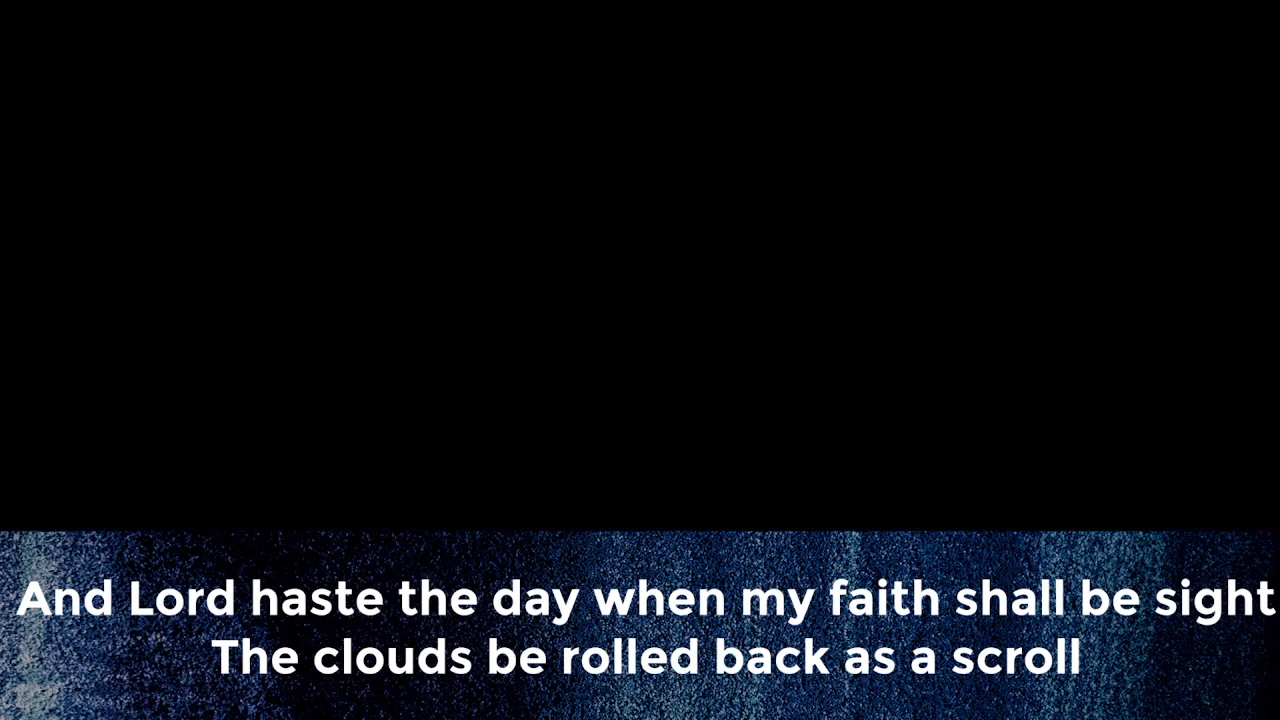 And Lord haste the day when my faith shall be sight
The clouds be rolled back as a scroll